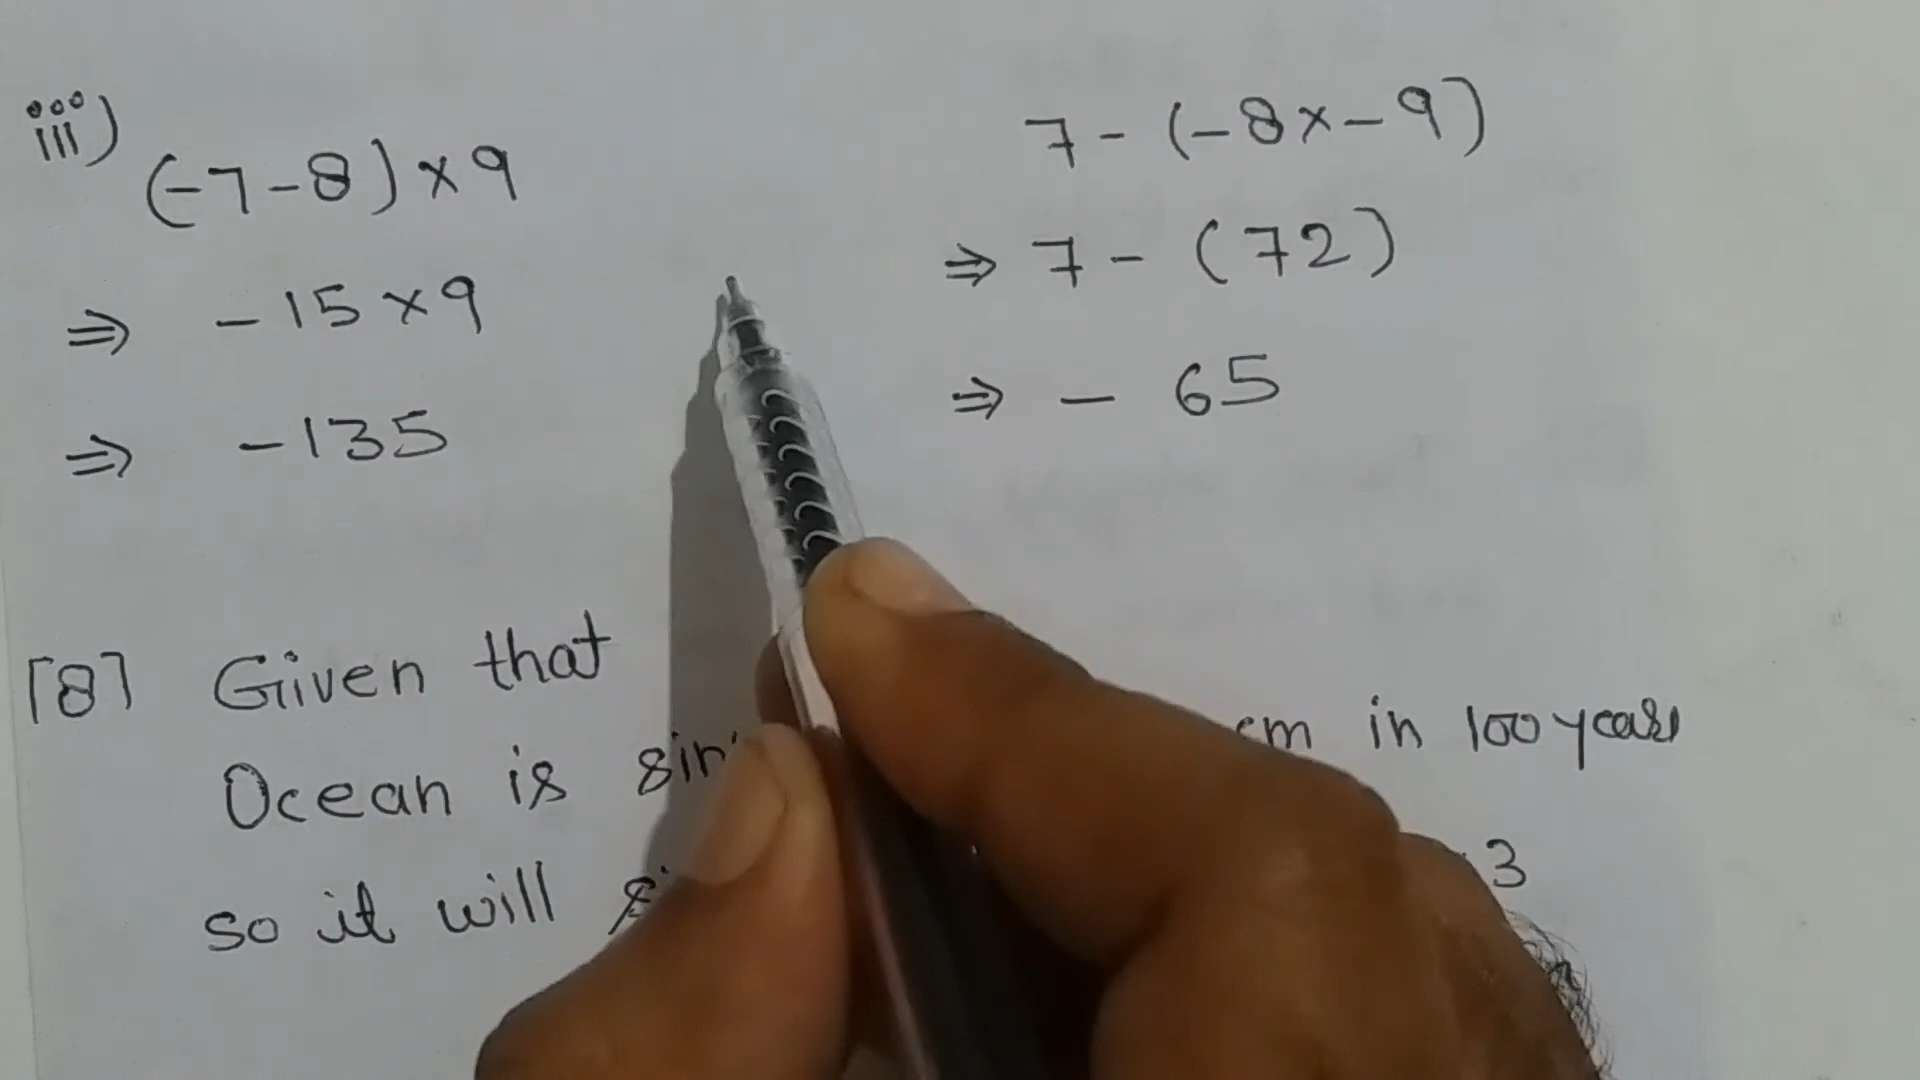 iii)
(-7-8)×9
⇒ -15×9
⇒ -135
7-(-8×-9)
⇒ 7-(72)
⇒ - 65
[8] Given that
Ocean is cm in 100 years
so it will 3